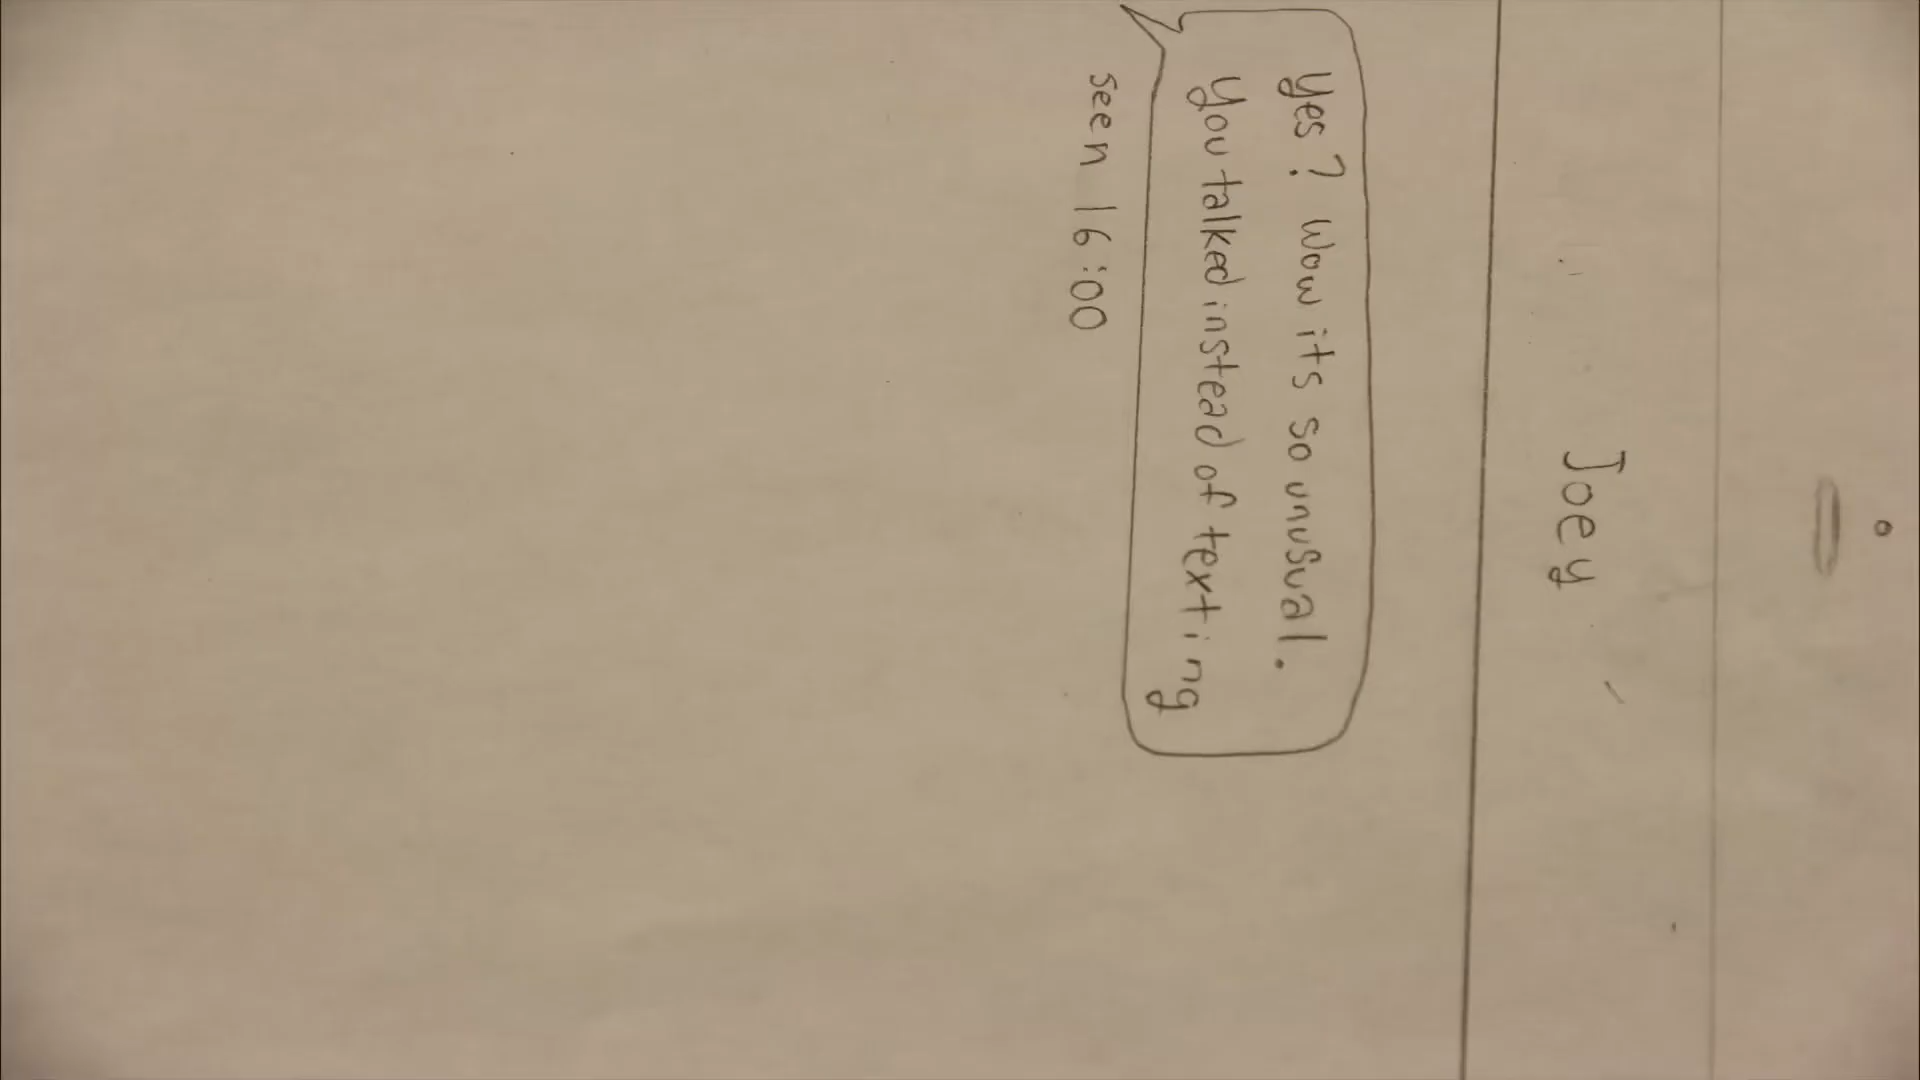 Joey
Yes? Wow its so unusual.
You talked instead of texting
seen 16:00